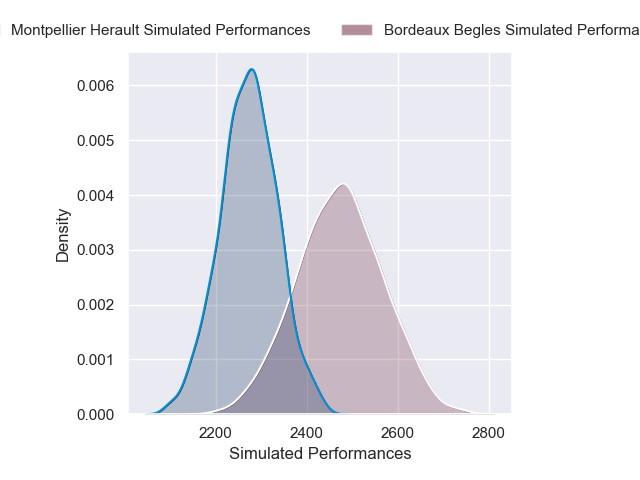 Montpellier Herault Simulated Performances
Bordeaux Begles Simulated Performa
0.006
0.005
0.004
0.003
0.002
0.001
0.000
Density
2200 2400 2600 2800
Simulated Performances